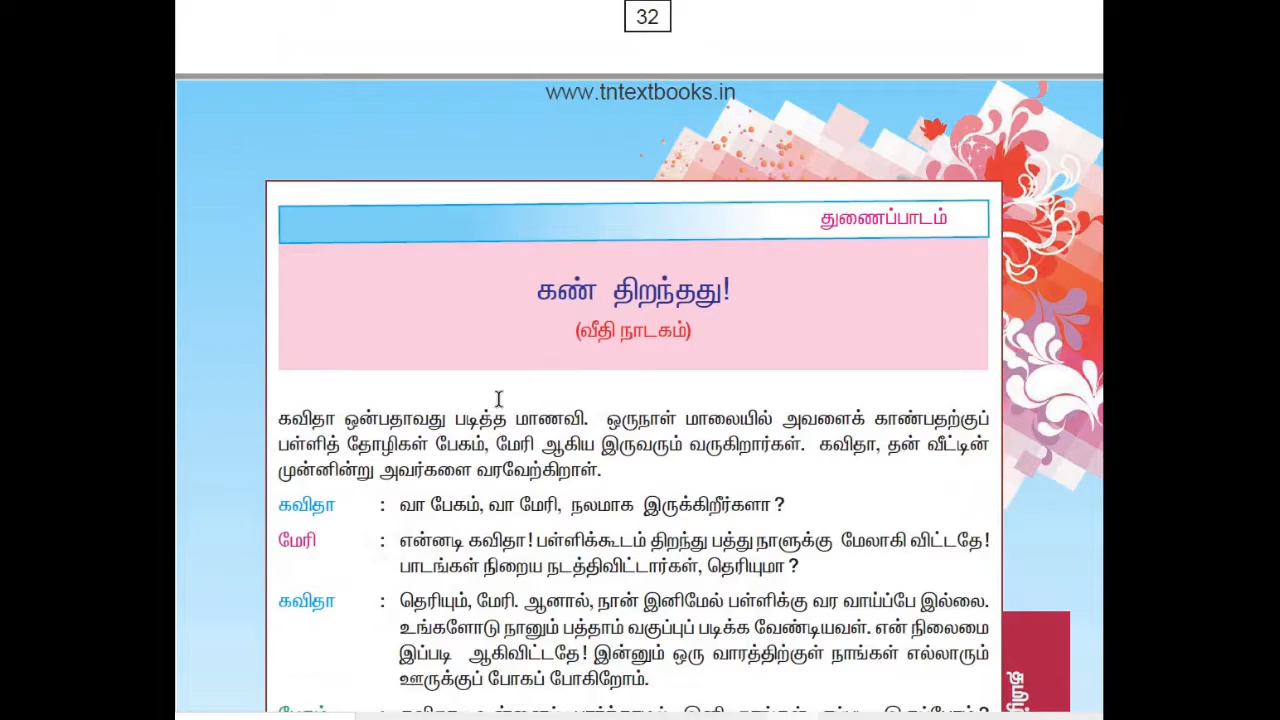 32
www.tntextbooks.in
துணைப்பாடம்
கண் திறந்தது!
(வீதி நாடகம்)
கவிதா ஒன்பதாவது படித்த மாணவி. ஒருநாள் மாலையில் அவளைக் காண்பதற்குப்
பள்ளித் தோழிகள் பேகம், மேரி ஆகிய இருவரும் வருகிறார்கள். கவிதா, தன் வீட்டின்
முன்னின்று அவர்களை வரவேற்கிறாள்.
கவிதா : வா பேகம், வா மேரி, நலமாக இருக்கிறீர்களா ?
மேரி : என்னடி கவிதா ! பள்ளிக்கூடம் திறந்து பத்து நாளுக்கு மேலாகி விட்டதே !
பாடங்கள் நிறைய நடத்திவிட்டார்கள், தெரியுமா ?
கவிதா : தெரியும், மேரி. ஆனால், நான் இனிமேல் பள்ளிக்கு வர வாய்ப்பே இல்லை.
உங்களோடு நானும் பத்தாம் வகுப்புப் படிக்க வேண்டியவள். என் நிலைமை
இப்படி ஆகிவிட்டதே ! இன்னும் ஒரு வாரத்திற்குள் நாங்கள் எல்லாரும்
ஊருக்குப் போகப் போகிறோம்.